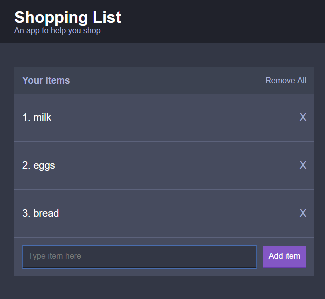 Shopping List
An app to help you shop
Your items
Remove All
1. milk
X
2. eggs
X
3. bread
X
Type item here
Add item